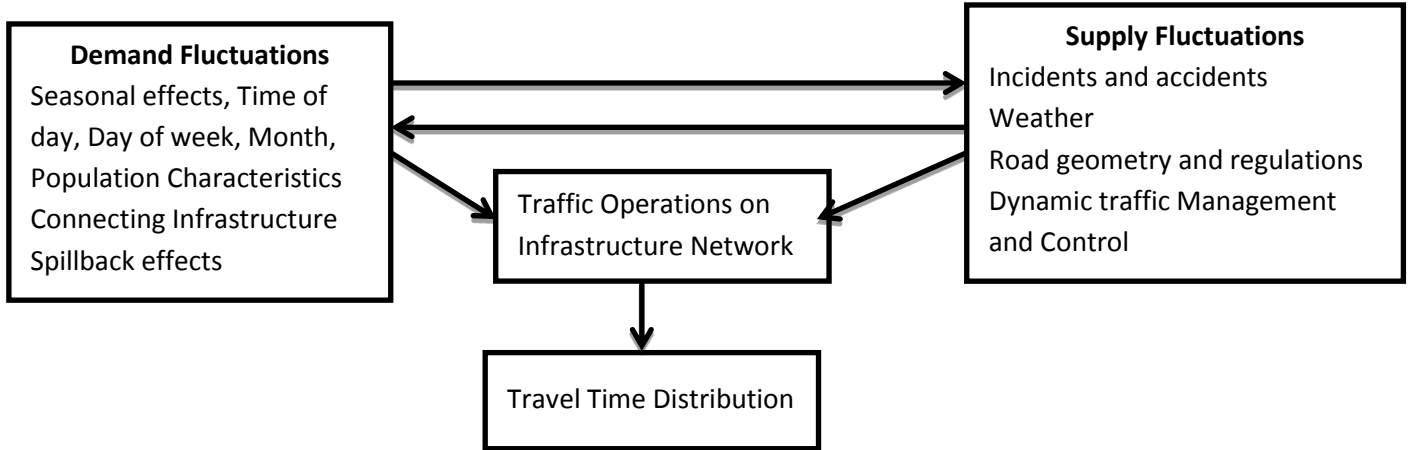 Demand Fluctuations
Seasonal effects, Time of
day, Day of week, Month,
Population Characteristics
Connecting Infrastructure
Spillback effects
Supply Fluctuations
Incidents and accidents
Weather
Road geometry and regulations
Dynamic traffic Management
and Control
Traffic Operations on
Infrastructure Network
Travel Time Distribution